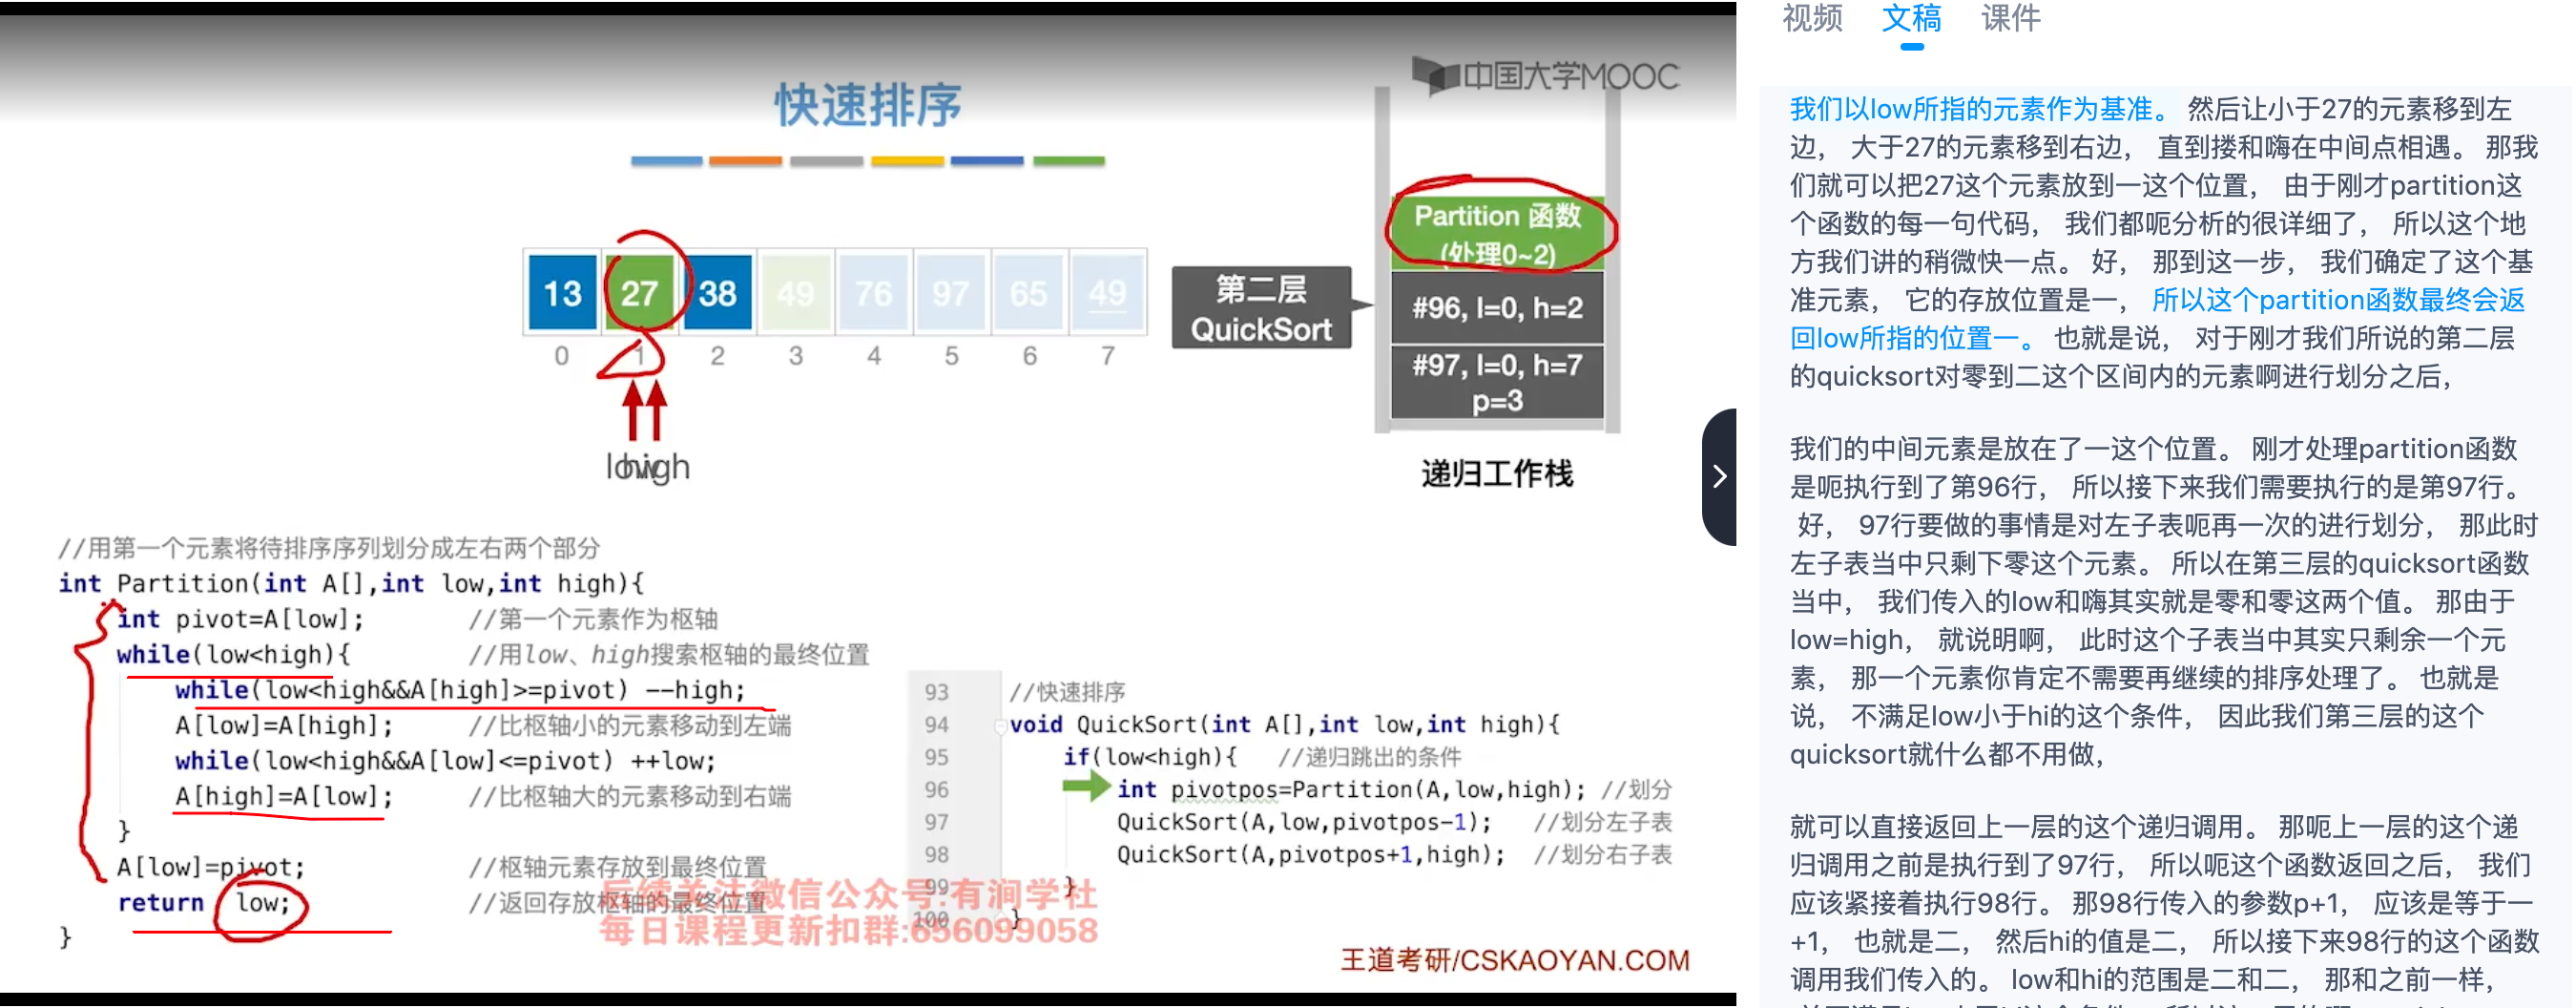 视频 文稿 课件
中国大学MOOC
快速排序
13 27 38 49 76 97 65 49
0 1 2 3 4 5 6 7
low high
第二层
QuickSort
Partition 函数
(处理0~2)
#96, l=0, h=2
#97, l=0, h=7
p=3
递归工作栈
//用第一个元素将待排序序列划分成左右两个部分
int Partition(int A[],int low,int high){
int pivot=A[low]; //第一个元素作为枢轴
while(low<high){ //用low、high搜索枢轴的最终位置
while(low<high&&A[high]>=pivot) --high;
A[low]=A[high]; //比枢轴小的元素移动到左端
while(low<high&&A[low]<=pivot) ++low;
A[high]=A[low]; //比枢轴大的元素移动到右端
}
A[low]=pivot; //枢轴元素存放到最终位置
return low; //返回存放枢轴的最终位置
}
93 //快速排序
94 void QuickSort(int A[],int low,int high){
95 if(low<high){ //递归跳出的条件
96 int pivotpos=Partition(A,low,high); //划分
97 QuickSort(A,low,pivotpos-1); //划分左子表
98 QuickSort(A,pivotpos+1,high); //划分右子表
99 }
100 }
后续关注微信公众号:有涧学社
每日课程更新扣群:656099058
王道考研/CSKAOYAN.COM
我们以low所指的元素作为基准。 然后让小于27的元素移到左
边, 大于27的元素移到右边, 直到搂和嗨在中间点相遇。 那我
们就可以把27这个元素放到一这个位置, 由于刚才partition这
个函数的每一句代码, 我们都呃分析的很详细了, 所以这个地
方我们讲的稍微快一点。 好, 那到这一步, 我们确定了这个基
准元素, 它的存放位置是一, 所以这个partition函数最终会返
回low所指的位置一。 也就是说, 对于刚才我们所说的第二层
的quicksort对零到二这个区间内的元素啊进行划分之后,
我们的中间元素是放在了一这个位置。 刚才处理partition函数
是呃执行到了第96行, 所以接下来我们需要执行的是第97行。
好, 97行要做的事情是对左子表呃再一次的进行划分, 那此时
左子表当中只剩下零这个元素。 所以在第三层的quicksort函数
当中, 我们传入的low和嗨其实就是零和零这两个值。 那由于
low=high, 就说明啊, 此时这个子表当中其实只剩余一个元
素, 那一个元素你肯定不需要再继续的排序处理了。 也就是
说, 不满足low小于hi的这个条件, 因此我们第三层的这个
quicksort就什么都不用做,
就可以直接返回上一层的这个递归调用。 那呃上一层的这个递
归调用之前是执行到了97行, 所以呃这个函数返回之后, 我们
应该紧接着执行98行。 那98行传入的参数p+1, 应该是等于一
+1, 也就是二, 然后hi的值是二, 所以接下来98行的这个函数
调用我们传入的。 low和hi的范围是二和二, 那和之前一样,